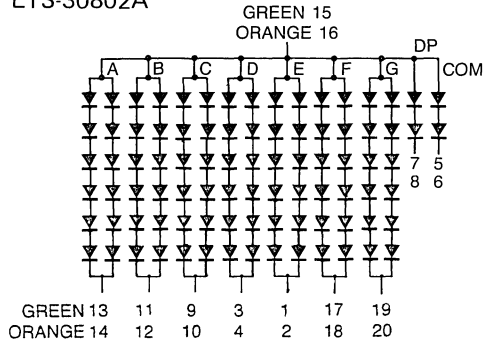 ETS-30802A
GREEN 15
ORANGE 16
DP
A B C D E F G COM
7 5
8 6
GREEN 13 11 9 3 1 17 19
ORANGE 14 12 10 4 2 18 20